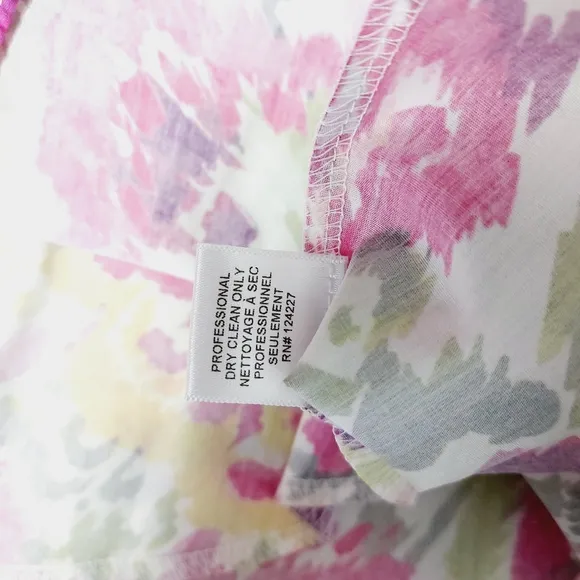 PROFESSIONAL
DRY CLEAN ONLY
NETTOYAGE À SEC
PROFESSIONNEL
SEULEMENT
RN# 124227